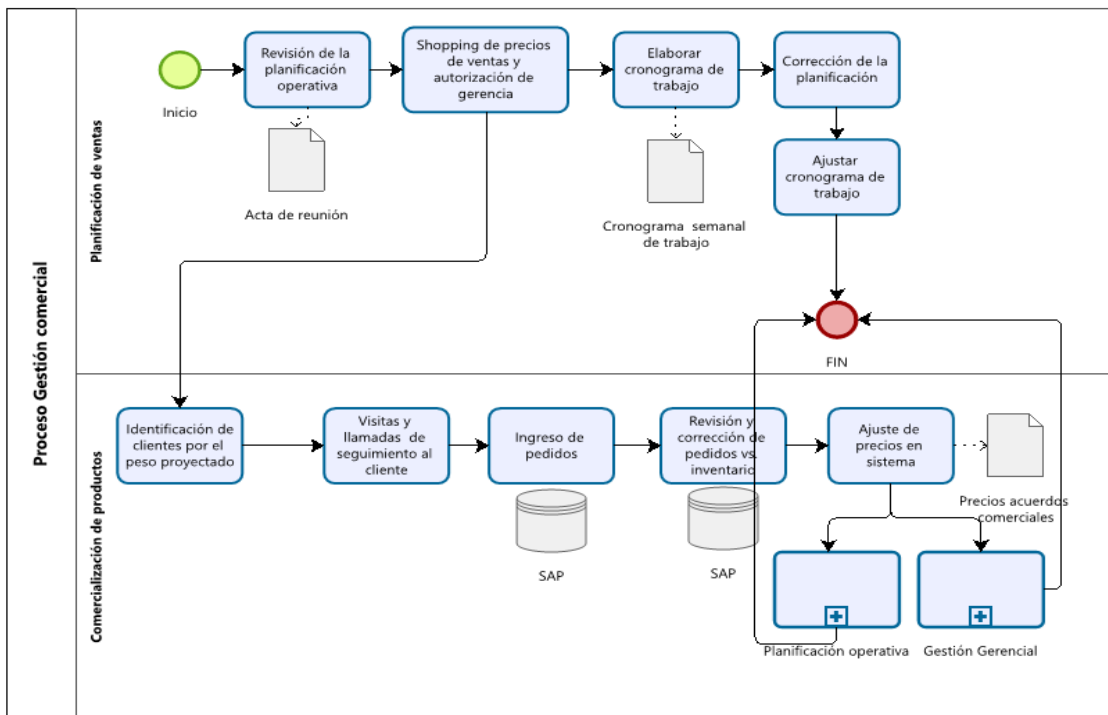 Proceso Gestión comercial
Planificación de ventas
Inicio
Revisión de la
planificación
operativa
Acta de reunión
Shopping de precios
de ventas y
autorización de
gerencia
Elaborar
cronograma de
trabajo
Cronograma semanal
de trabajo
Corrección de la
planificación
Ajustar
cronograma de
trabajo
FIN
Comercialización de productos
Identificación de
clientes por el
peso proyectado
Visitas y
llamadas de
seguimiento al
cliente
Ingreso de
pedidos
SAP
Revisión y
corrección de
pedidos vs.
inventario
SAP
Ajuste de
precios en
sistema
Precios acuerdos
comerciales
Planificación operativa
Gestión Gerencial